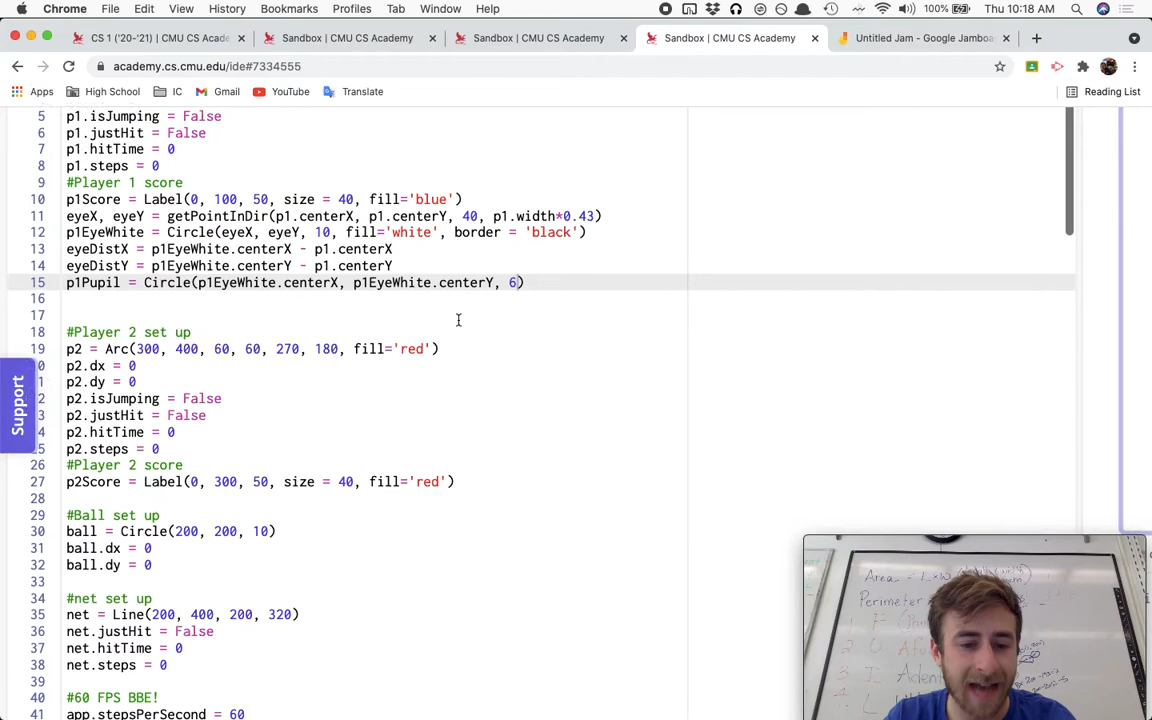 Chrome File Edit View History Bookmarks Profiles Tab Window Help 100% Thu 10:18 AM
CS 1 ('20-'21) | CMU CS Acade Sandbox | CMU CS Academy Sandbox | CMU CS Academy Sandbox | CMU CS Academy Untitled Jam - Google Jamboa
academy.cs.cmu.edu/ide#7334555
Apps High School IC Gmail YouTube Translate Reading List
5 p1.isJumping = False
6 p1.justHit = False
7 p1.hitTime = 0
8 p1.steps = 0
9 #Player 1 score
10 p1Score = Label(0, 100, 50, size = 40, fill='blue')
11 eyeX, eyeY = getPointInDir(p1.centerX, p1.centerY, 40, p1.width*0.43)
12 p1EyeWhite = Circle(eyeX, eyeY, 10, fill='white', border = 'black')
13 eyeDistX = p1EyeWhite.centerX - p1.centerX
14 eyeDistY = p1EyeWhite.centerY - p1.centerY
15 p1Pupil = Circle(p1EyeWhite.centerX, p1EyeWhite.centerY, 6)
16
17
18 #Player 2 set up
19 p2 = Arc(300, 400, 60, 60, 270, 180, fill='red')
0 p2.dx = 0
1 p2.dy = 0
2 p2.isJumping = False
3 p2.justHit = False
4 p2.hitTime = 0
5 p2.steps = 0
26 #Player 2 score
27 p2Score = Label(0, 300, 50, size = 40, fill='red')
28
29 #Ball set up
30 ball = Circle(200, 200, 10)
31 ball.dx = 0
32 ball.dy = 0
33
34 #net set up
35 net = Line(200, 400, 200, 320)
36 net.justHit = False
37 net.hitTime = 0
38 net.steps = 0
39
40 #60 FPS BBE!
41 app.stepsPerSecond = 60
Support
Area =
Perimeter
1.
2.
3. I
4. L